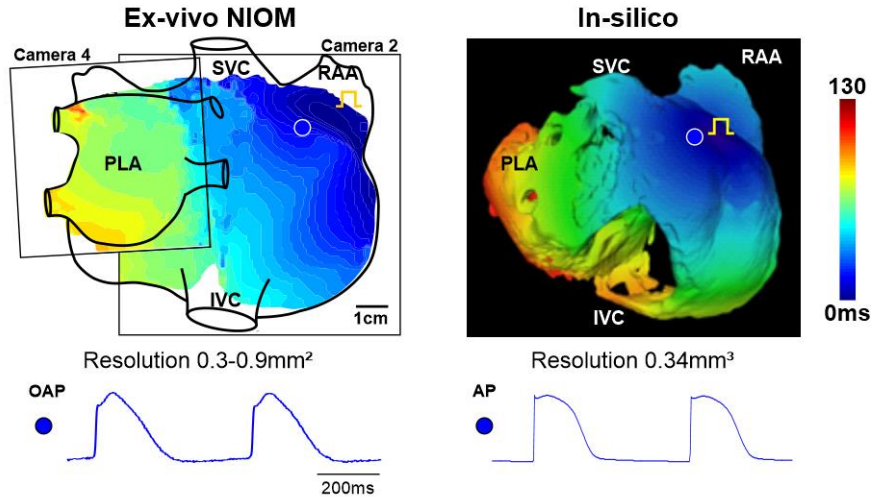 Ex-vivo NIOM
In-silico
Camera 4
Camera 2
SVC
RAA
PLA
IVC
1cm
SVC
RAA
PLA
IVC
130
0ms
Resolution 0.3-0.9mm²
Resolution 0.34mm³
OAP
AP
200ms